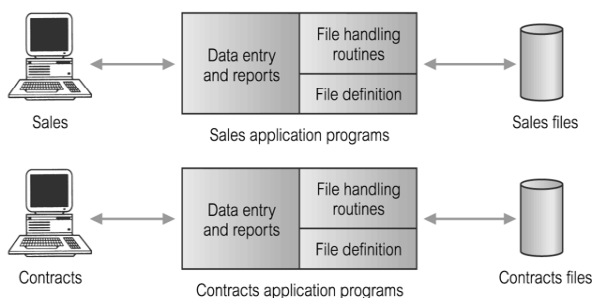 Data entry
and reports
File handling
routines
File definition
Sales
Sales application programs
Sales files
Data entry
and reports
File handling
routines
File definition
Contracts
Contracts application programs
Contracts files